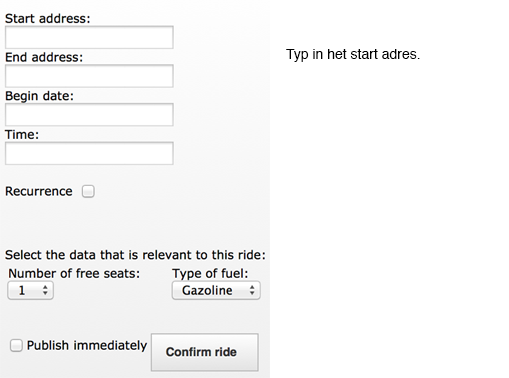 Start address:
Typ in het start adres.
End address:
Begin date:
Time:
Recurrence
Select the data that is relevant to this ride:
Number of free seats: Type of fuel:
1 Gazoline
Publish immediately Confirm ride